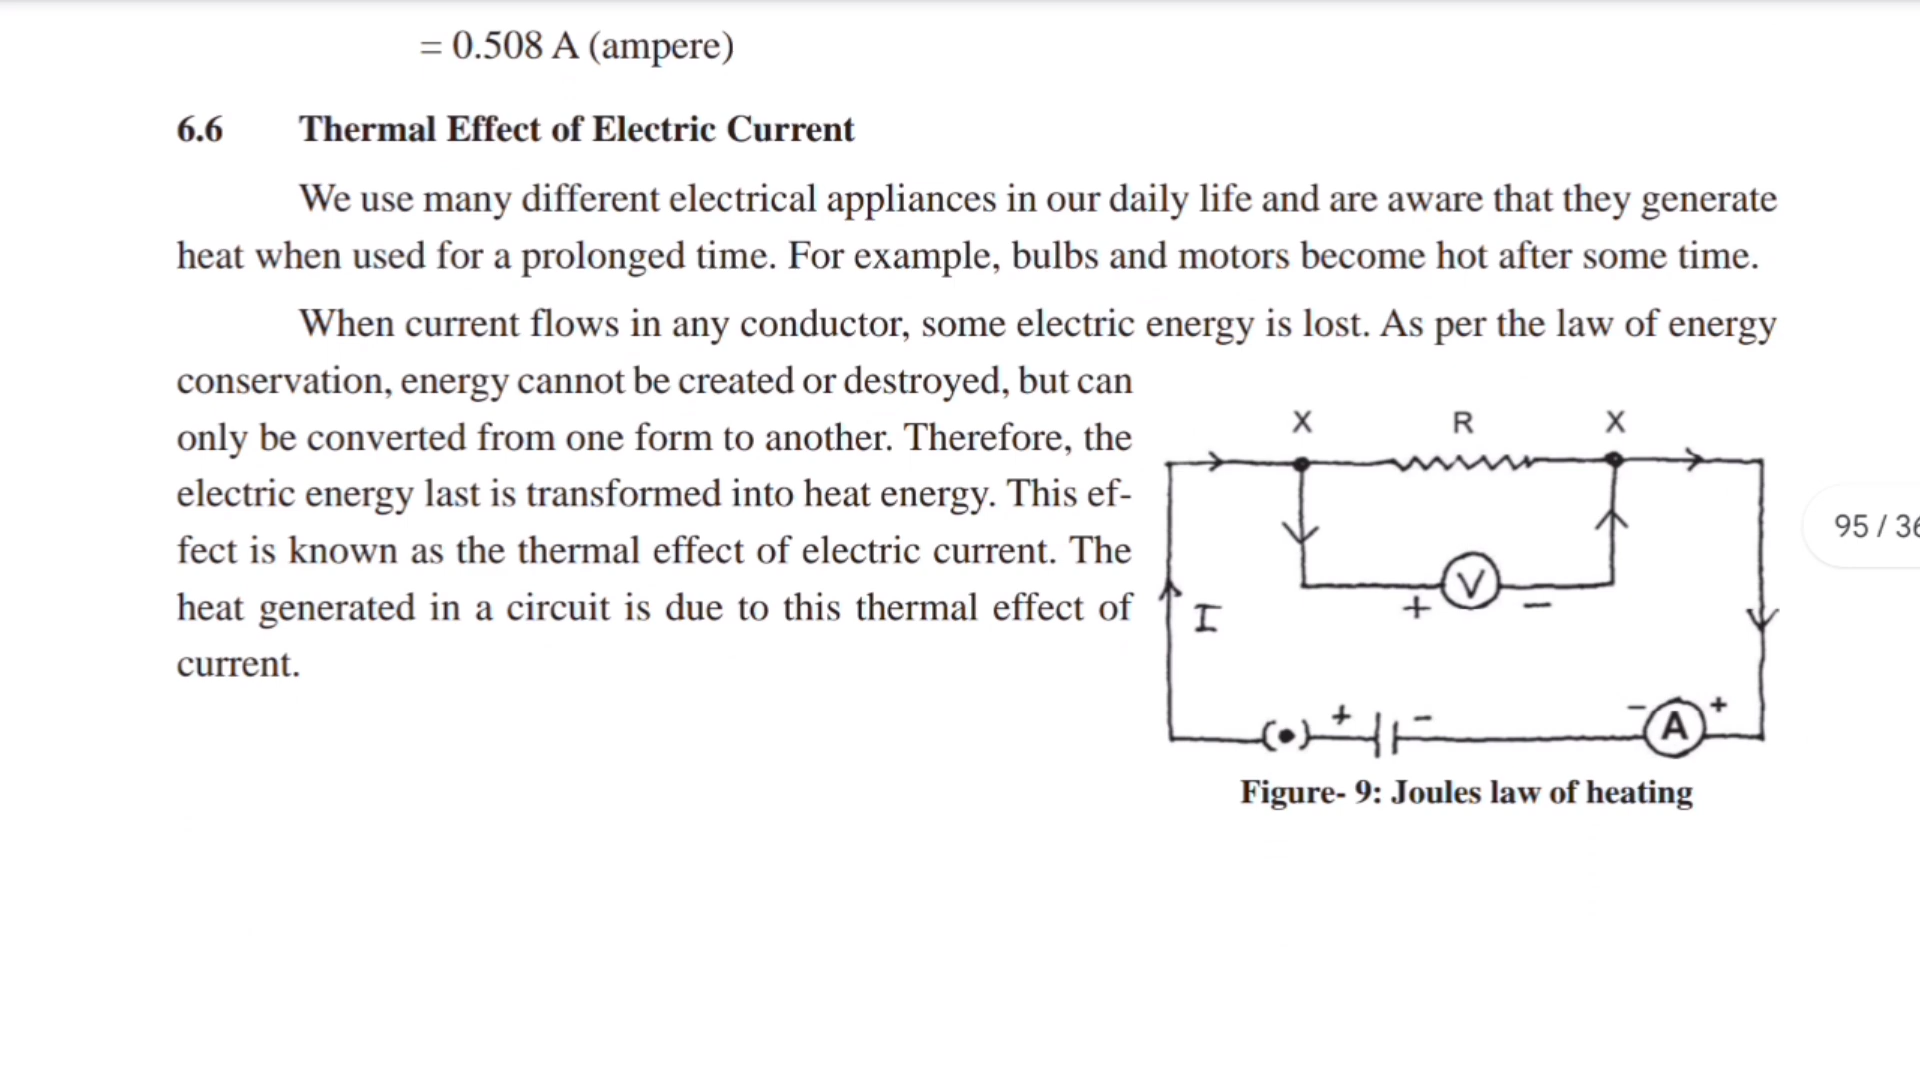 = 0.508 A (ampere)
6.6 Thermal Effect of Electric Current
We use many different electrical appliances in our daily life and are aware that they generate
heat when used for a prolonged time. For example, bulbs and motors become hot after some time.
When current flows in any conductor, some electric energy is lost. As per the law of energy
conservation, energy cannot be created or destroyed, but can
only be converted from one form to another. Therefore, the
electric energy last is transformed into heat energy. This ef-
fect is known as the thermal effect of electric current. The
heat generated in a circuit is due to this thermal effect of
current.
X R X
V
+ −
I
+ − − A +
Figure- 9: Joules law of heating
95 / 36